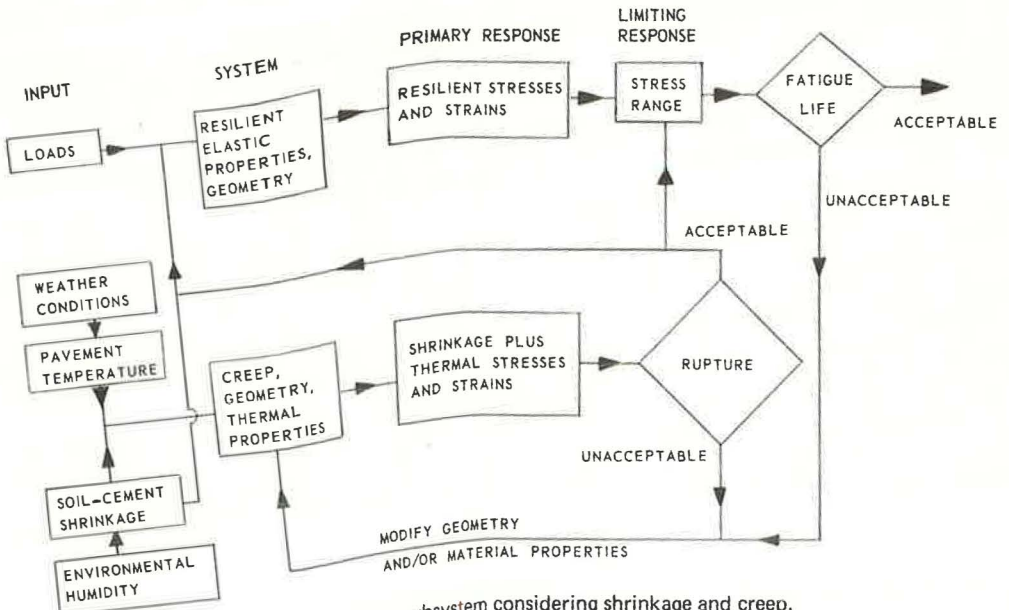 INPUT
SYSTEM
PRIMARY RESPONSE
LIMITING
RESPONSE
LOADS
RESILIENT
ELASTIC
PROPERTIES,
GEOMETRY
RESILIENT STRESSES
AND STRAINS
STRESS
RANGE
FATIGUE
LIFE
ACCEPTABLE
UNACCEPTABLE
ACCEPTABLE
WEATHER
CONDITIONS
PAVEMENT
TEMPERATURE
CREEP,
GEOMETRY,
THERMAL
PROPERTIES
SHRINKAGE PLUS
THERMAL STRESSES
AND STRAINS
RUPTURE
UNACCEPTABLE
SOIL-CEMENT
SHRINKAGE
ENVIRONMENTAL
HUMIDITY
MODIFY GEOMETRY
AND/OR MATERIAL PROPERTIES
considering shrinkage and creep.